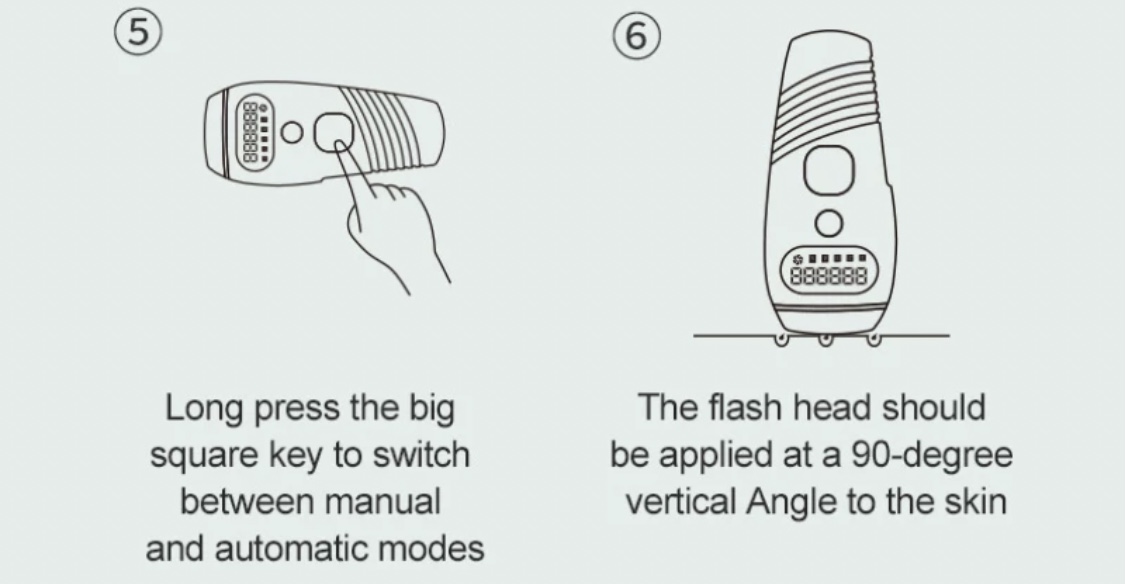 ⑤
Long press the big
square key to switch
between manual
and automatic modes
⑥
888888
The flash head should
be applied at a 90-degree
vertical Angle to the skin